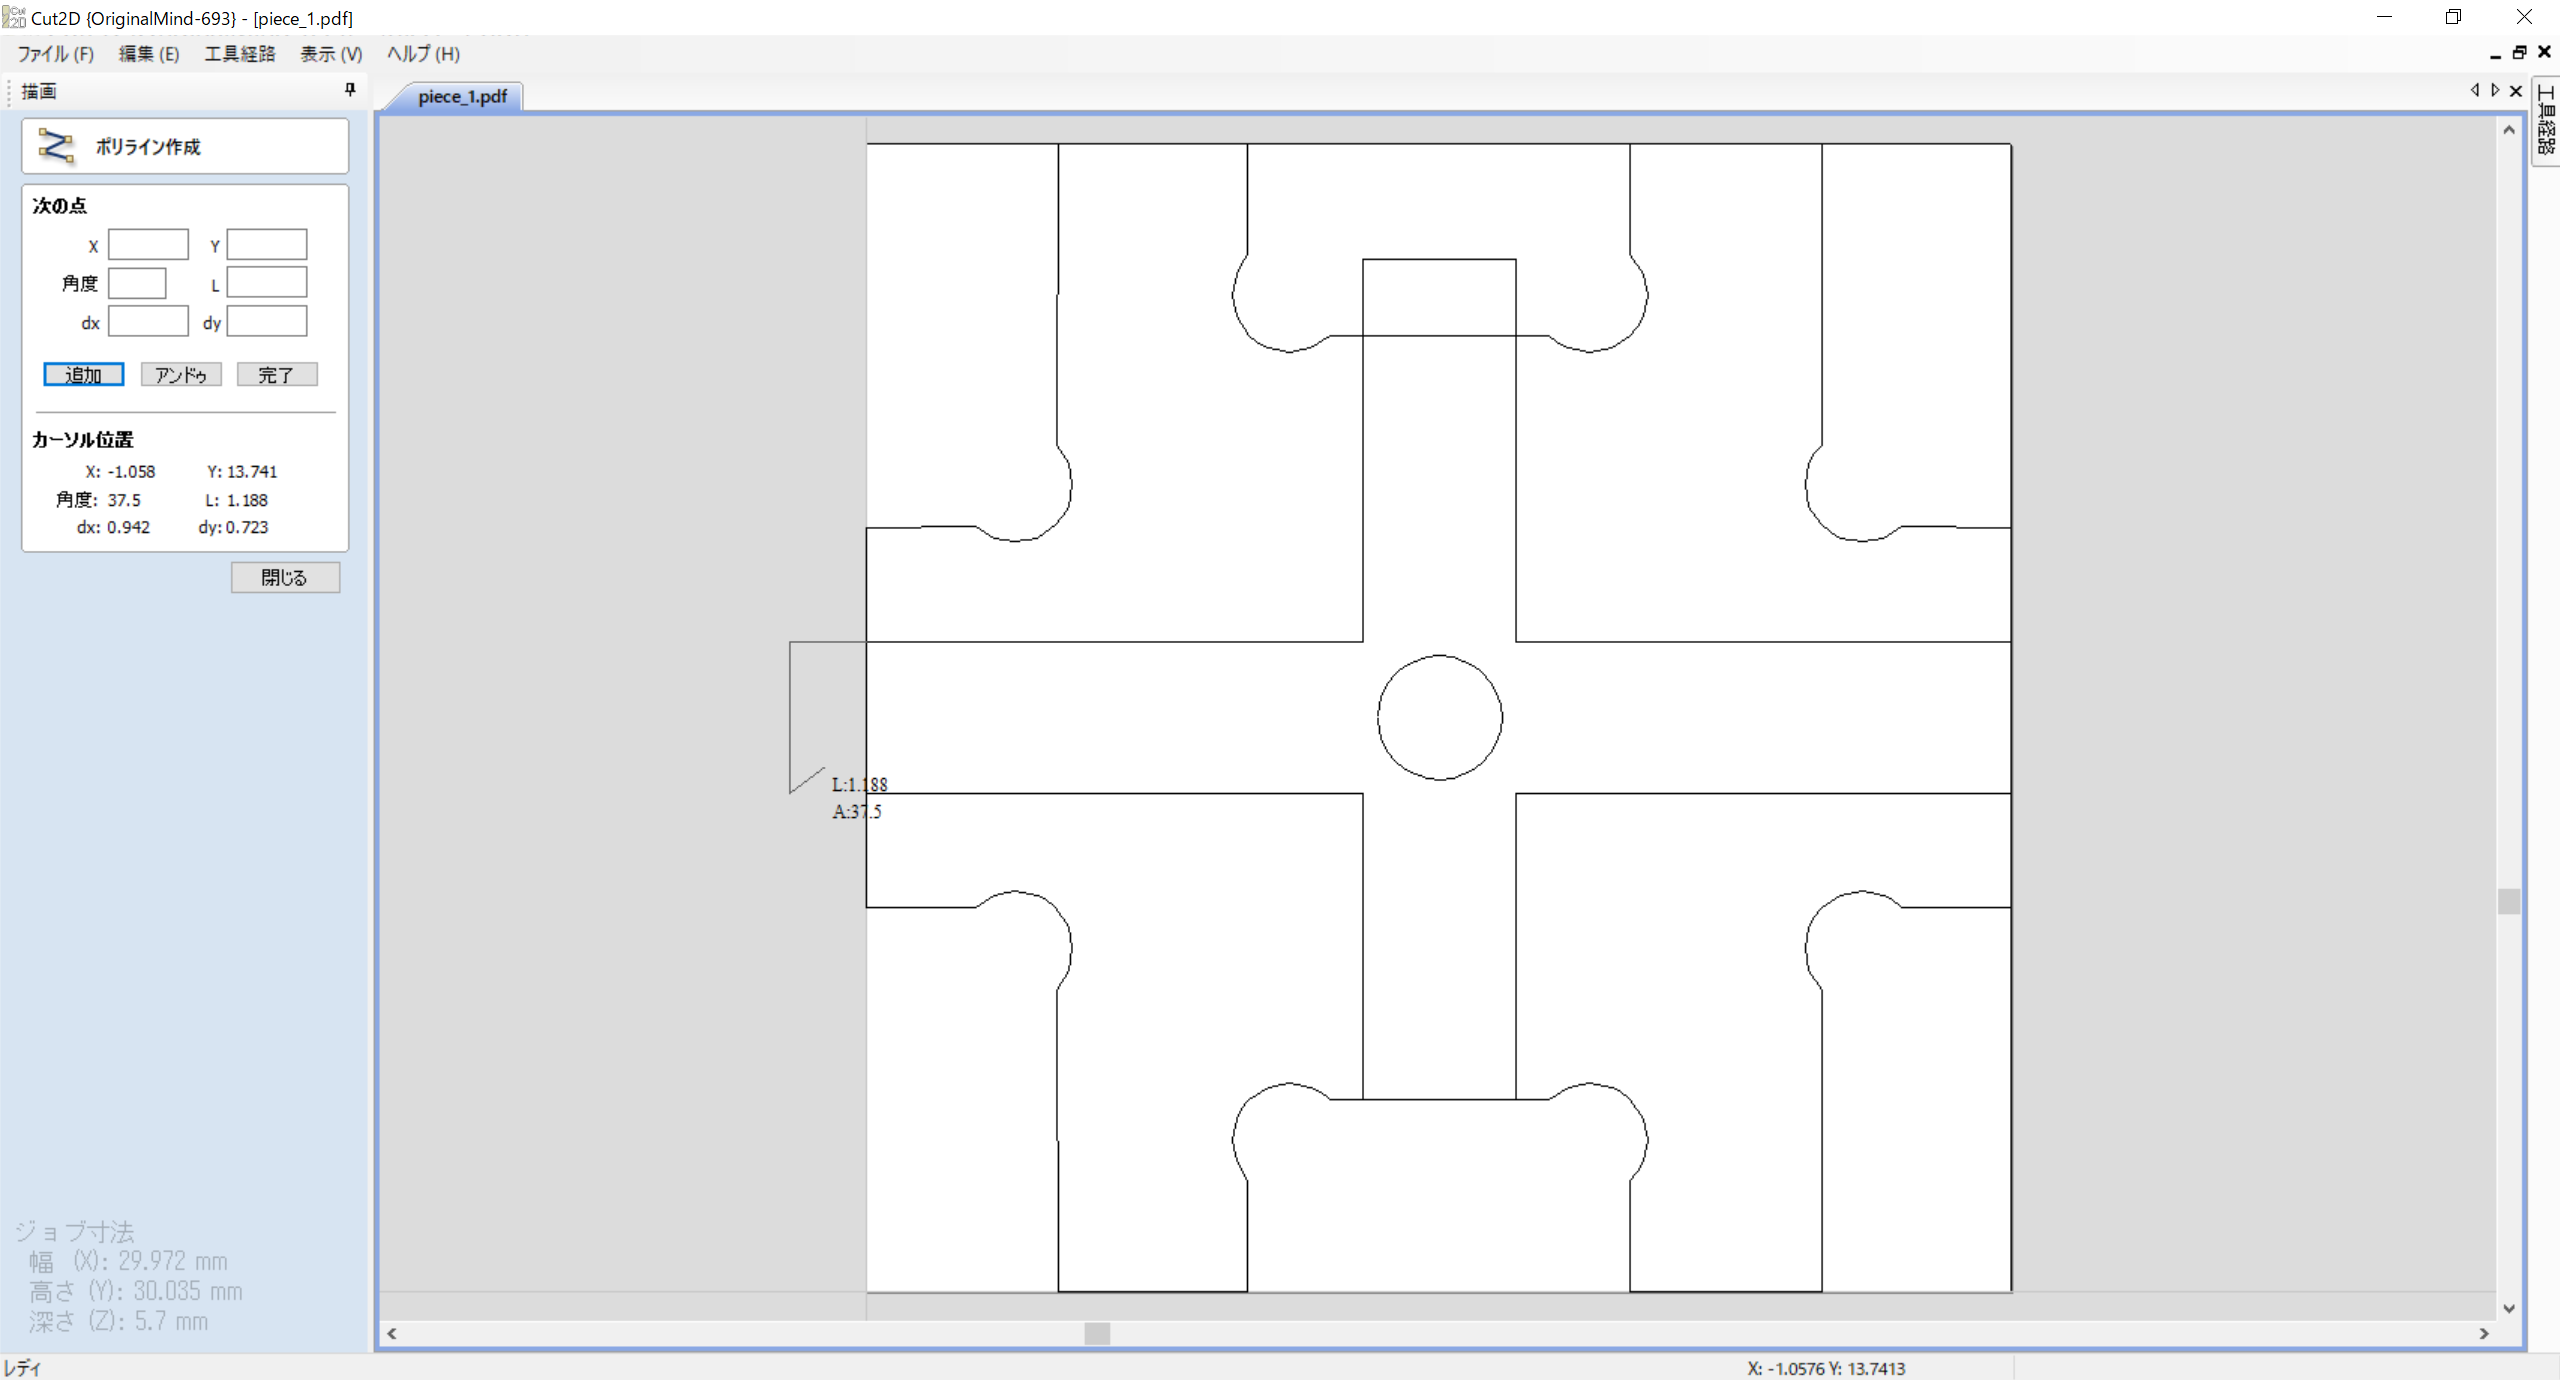 Cut2D {OriginalMind-693} - [piece_1.pdf]
ファイル (F) 編集 (E) 工具経路 表示 (V) ヘルプ (H)
描画
piece_1.pdf
工具経路
ポリライン作成
次の点
X Y
角度 L
dx dy
追加 アンドゥ 完了
カーソル位置
X: -1.058 Y: 13.741
角度: 37.5 L: 1.188
dx: 0.942 dy: 0.723
閉じる
L:1.188
A:37.5
ジョブ寸法
幅 (X): 29.972 mm
高さ (Y): 30.035 mm
深さ (Z): 5.7 mm
レディ
X: -1.0576 Y: 13.7413